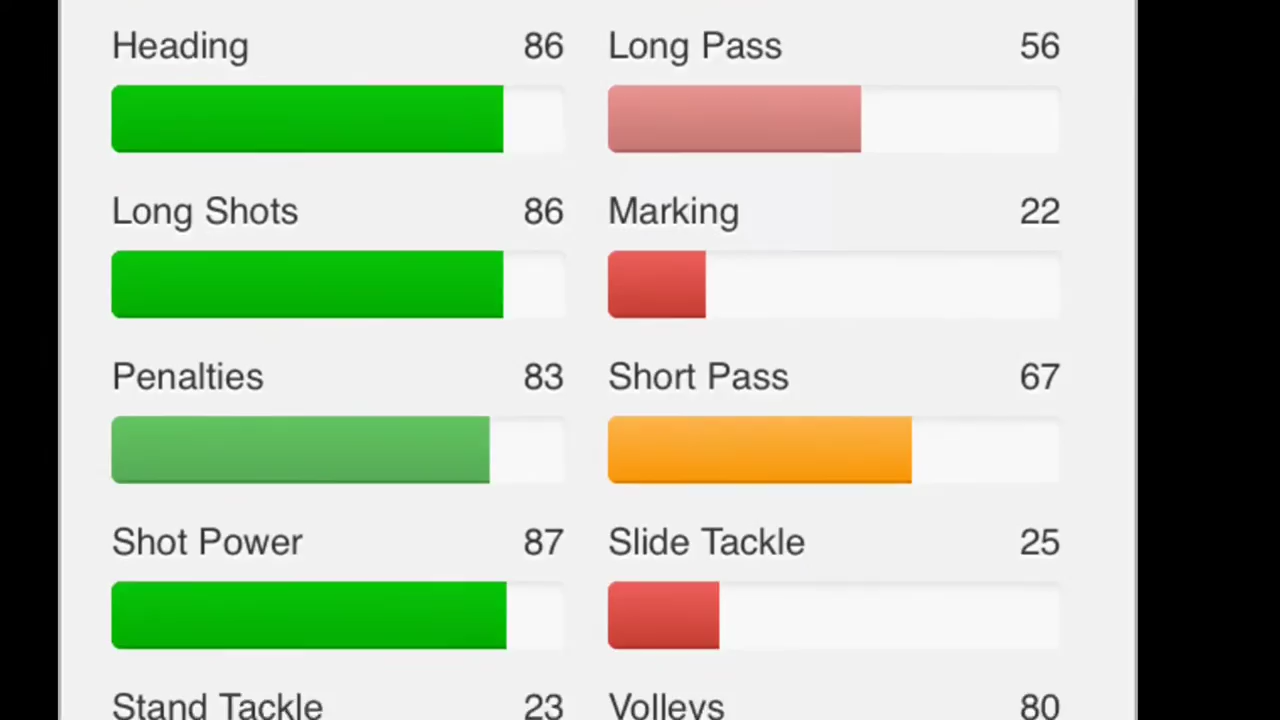 Heading 86 Long Pass 56
Long Shots 86 Marking 22
Penalties 83 Short Pass 67
Shot Power 87 Slide Tackle 25
Stand Tackle 23 Volleys 80